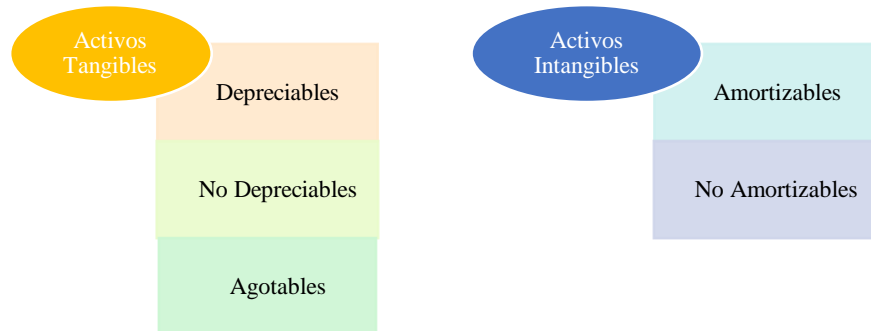 Activos
Tangibles
Depreciables
No Depreciables
Agotables
Activos
Intangibles
Amortizables
No Amortizables